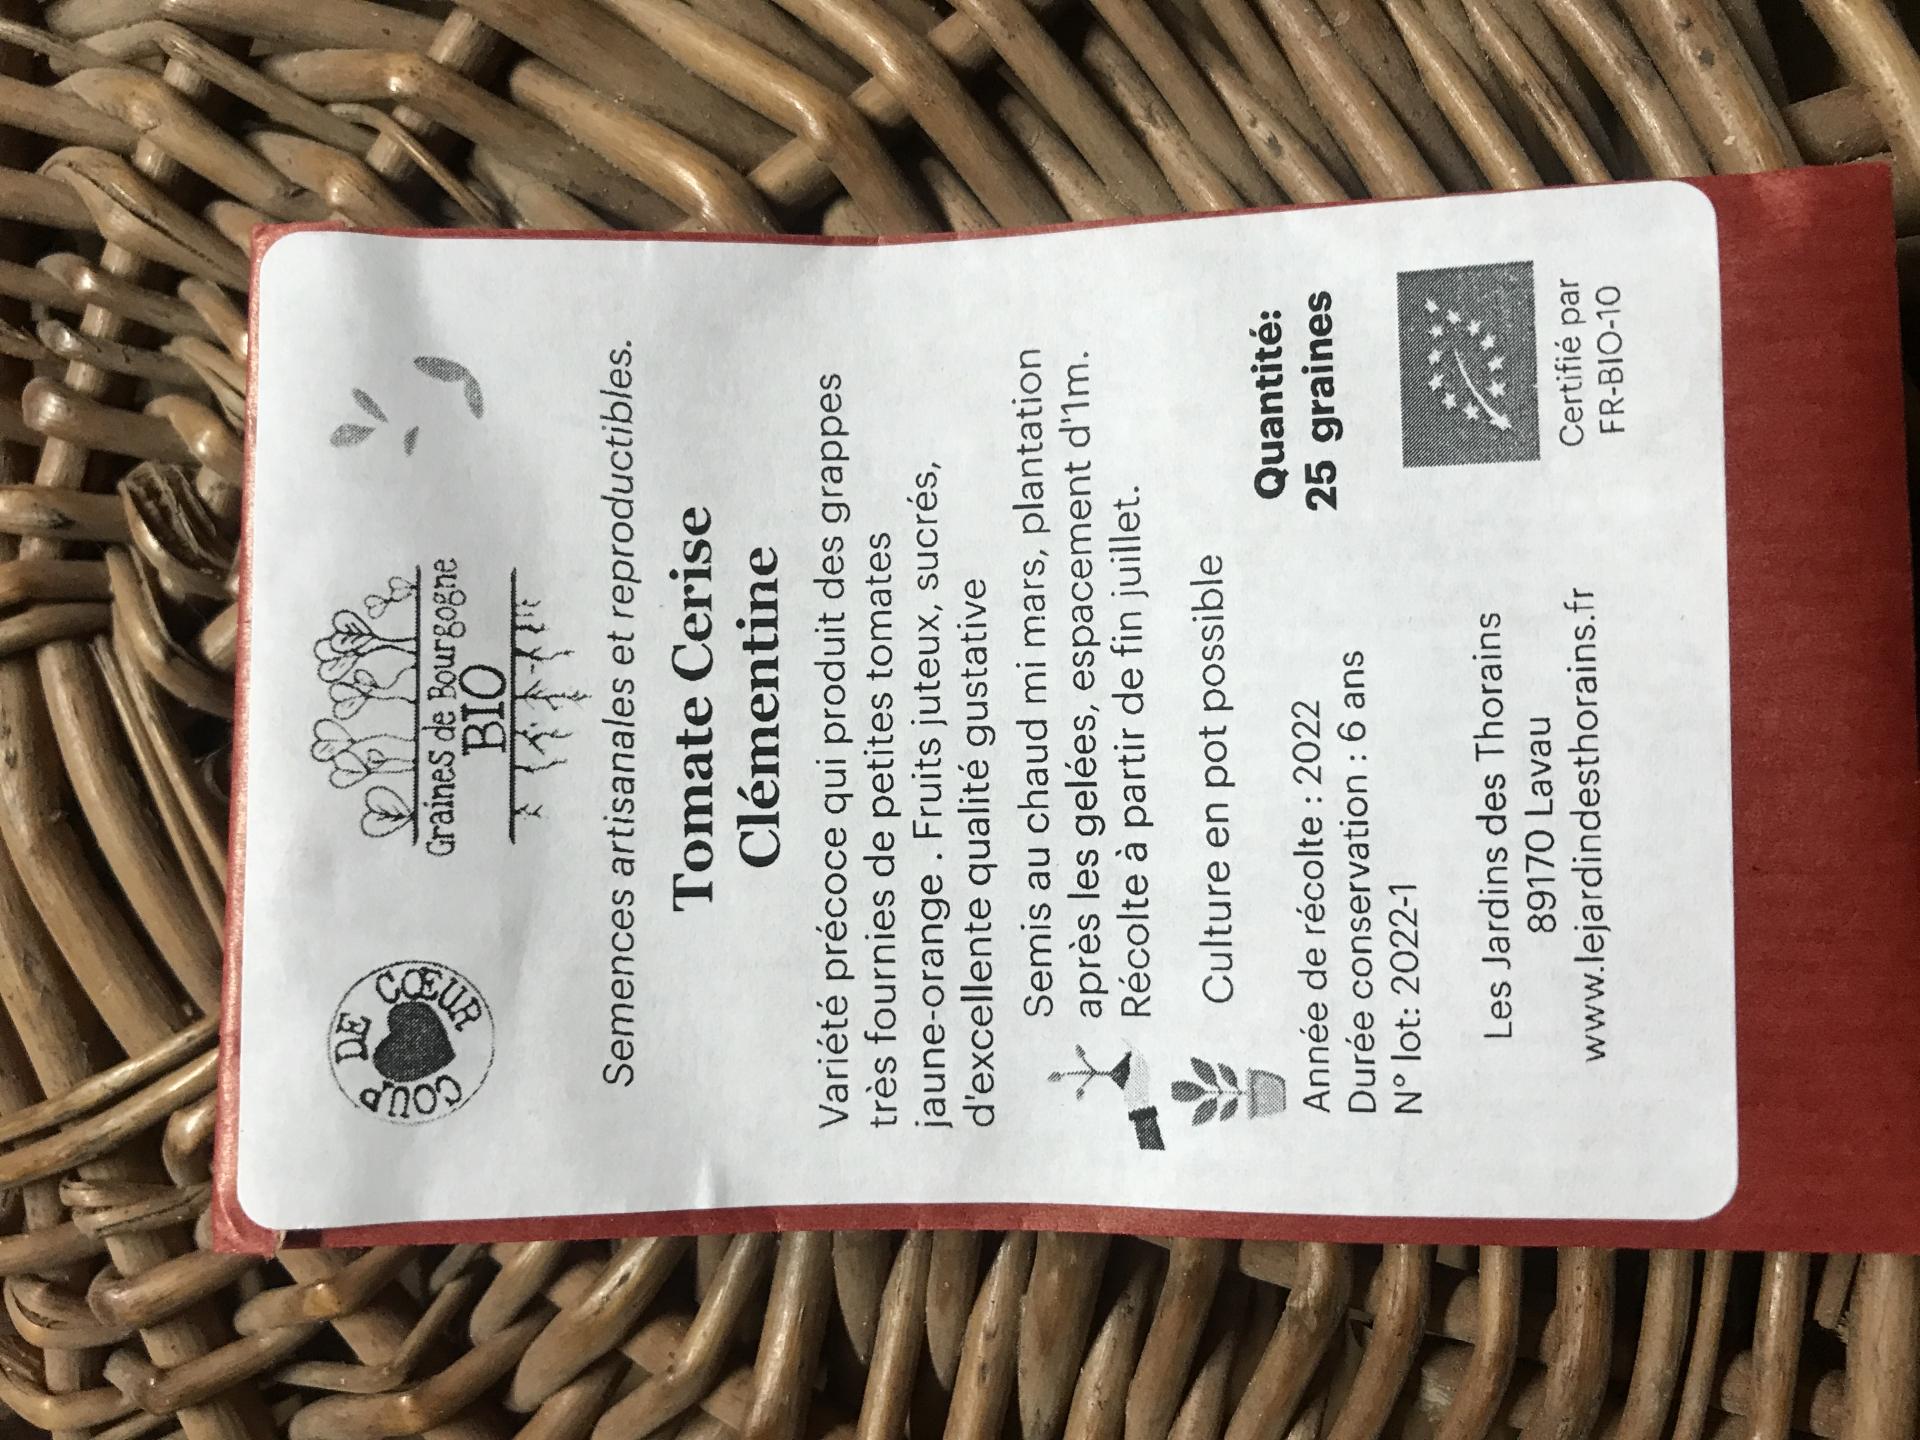 COUP DE CŒUR
Graines de Bourgogne
BIO
Semences artisanales et reproductibles.
Tomate Cerise
Clémentine
Variété précoce qui produit des grappes
très fournies de petites tomates
jaune-orange . Fruits juteux, sucrés,
d'excellente qualité gustative
Semis au chaud mi mars, plantation
après les gelées, espacement d'1m.
Récolte à partir de fin juillet.
Culture en pot possible
Quantité:
25 graines
Année de récolte : 2022
Durée conservation : 6 ans
N° lot: 2022-1
Les Jardins des Thorains
89170 Lavau
www.lejardindesthorains.fr
Certifié par
FR-BIO-10